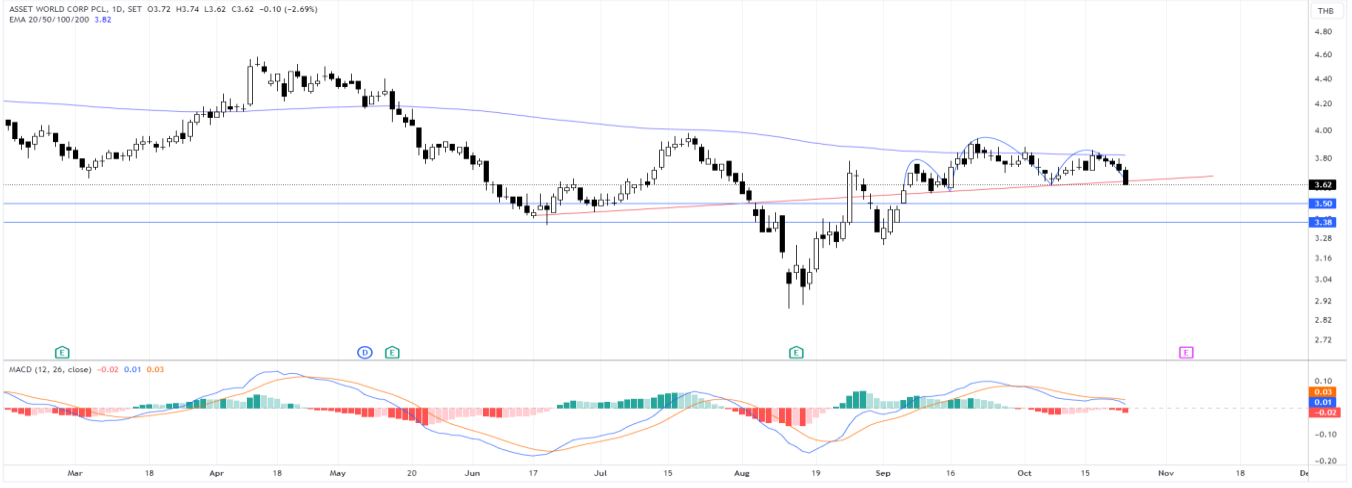 ASSET WORLD CORP PCL, 1D, SET O3.72 H3.74 L3.62 C3.62 −0.10 (−2.69%)
THB
EMA 20/50/100/200 3.82
4.80
4.60
4.40
4.20
4.00
3.80
3.62
3.50
3.38
3.28
3.16
3.04
2.92
2.82
2.72
E
D
E
E
E
MACD (12, 26, close) −0.02 0.01 0.03
0.10
0.03
0.01
−0.02
−0.10
−0.20
Mar 18 Apr 18 May 20 Jun 17 Jul 15 Aug 19 Sep 16 Oct 15 Nov 18